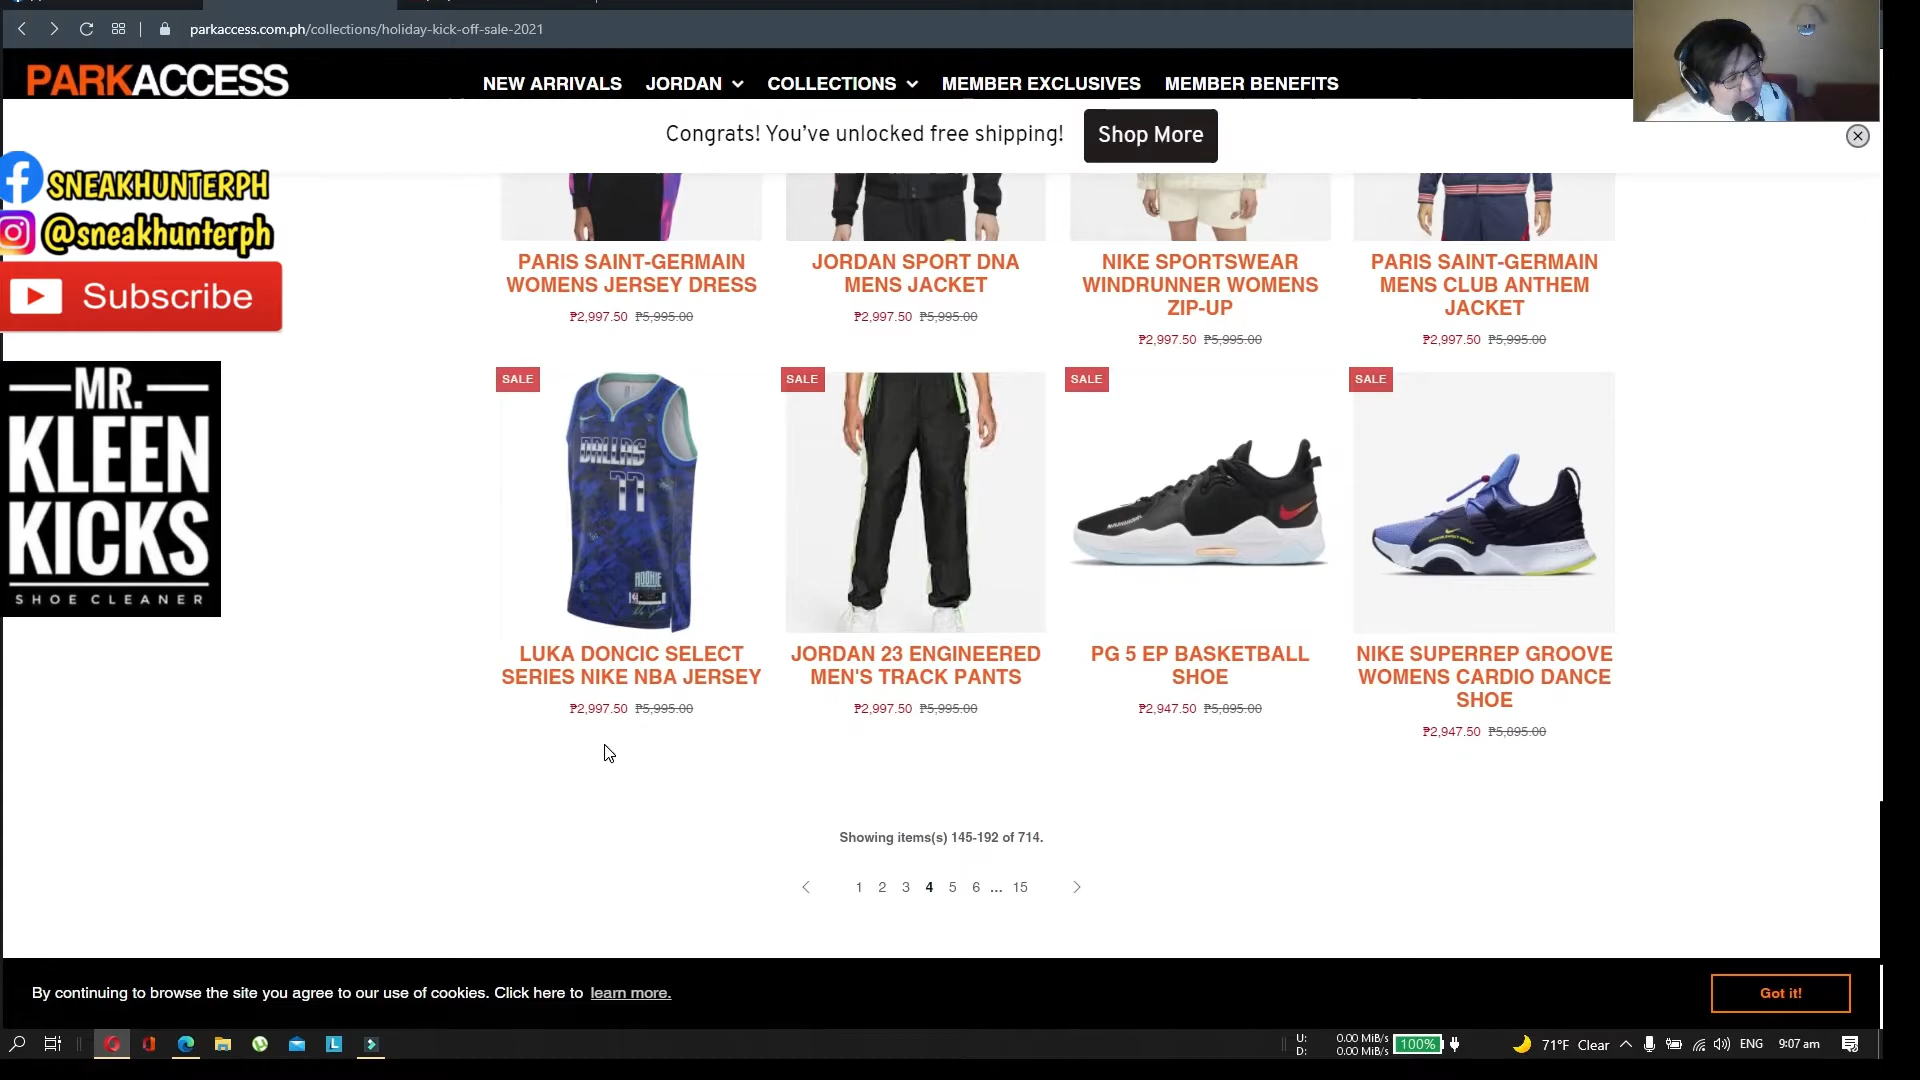 parkaccess.com.ph/collections/holiday-kick-off-sale-2021
PARKACCESS
NEW ARRIVALS
JORDAN
COLLECTIONS
MEMBER EXCLUSIVES
MEMBER BENEFITS
Congrats! You’ve unlocked free shipping!
Shop More
SNEAKHUNTERPH
@sneakhunterph
Subscribe
MR.
KLEEN
KICKS
SHOE CLEANER
PARIS SAINT-GERMAIN
WOMENS JERSEY DRESS
₱2,997.50 ₱5,995.00
JORDAN SPORT DNA
MENS JACKET
₱2,997.50 ₱5,995.00
NIKE SPORTSWEAR
WINDRUNNER WOMENS
ZIP-UP
₱2,997.50 ₱5,995.00
PARIS SAINT-GERMAIN
MENS CLUB ANTHEM
JACKET
₱2,997.50 ₱5,995.00
SALE
DALLAS
77
ROOKIE
LUKA DONCIC SELECT
SERIES NIKE NBA JERSEY
₱2,997.50 ₱5,995.00
SALE
JORDAN 23 ENGINEERED
MEN'S TRACK PANTS
₱2,997.50 ₱5,995.00
SALE
PG 5 EP BASKETBALL
SHOE
₱2,947.50 ₱5,895.00
SALE
NIKE SUPERREP GROOVE
WOMENS CARDIO DANCE
SHOE
₱2,947.50 ₱5,895.00
Showing items(s) 145-192 of 714.
1 2 3 4 5 6 ... 15
By continuing to browse the site you agree to our use of cookies. Click here to learn more.
Got it!
U: 0.00 MiB/s
D: 0.00 MiB/s
100%
71°F Clear
ENG
9:07 am